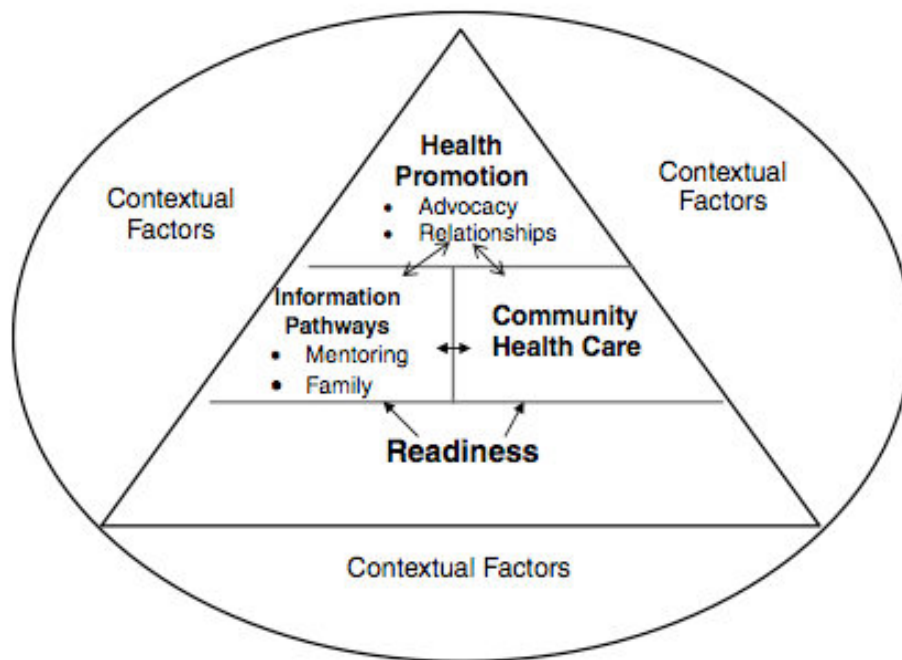 Health
Promotion
• Advocacy
• Relationships
Contextual
Factors
Contextual
Factors
Information
Pathways
• Mentoring
• Family
Community
Health Care
Readiness
Contextual Factors